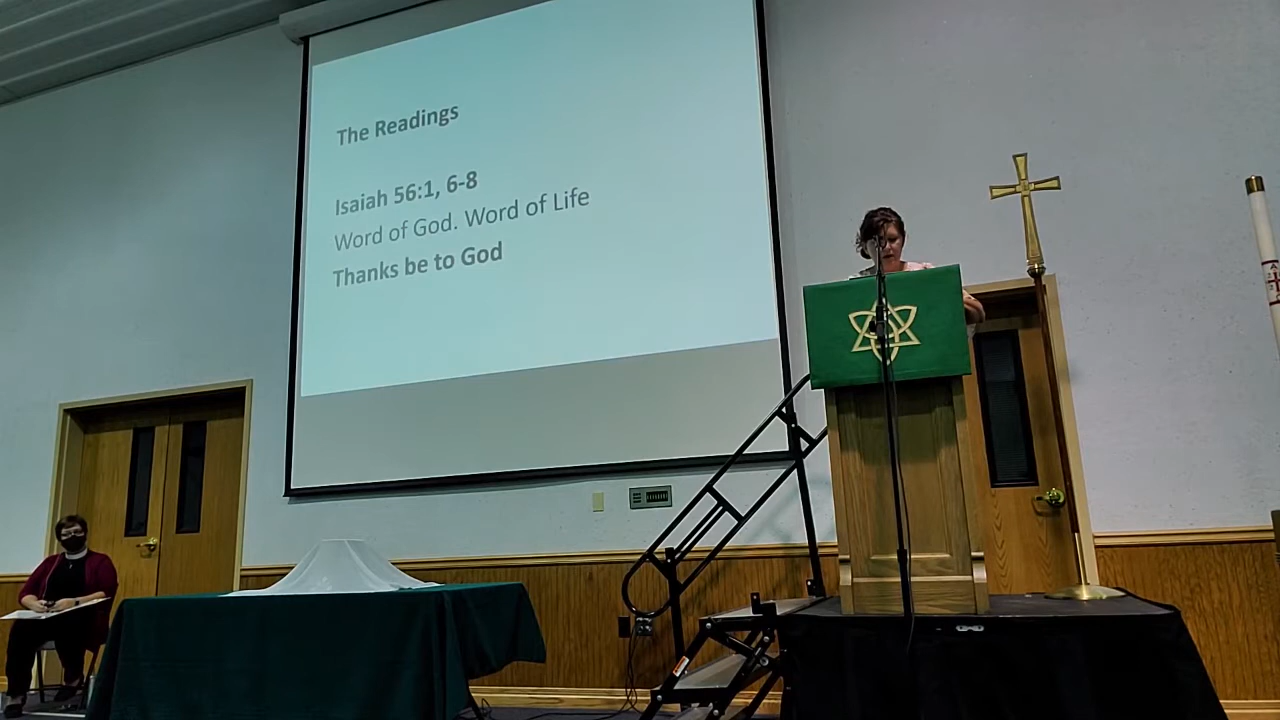 The Readings
Isaiah 56:1, 6-8
Word of God. Word of Life
Thanks be to God